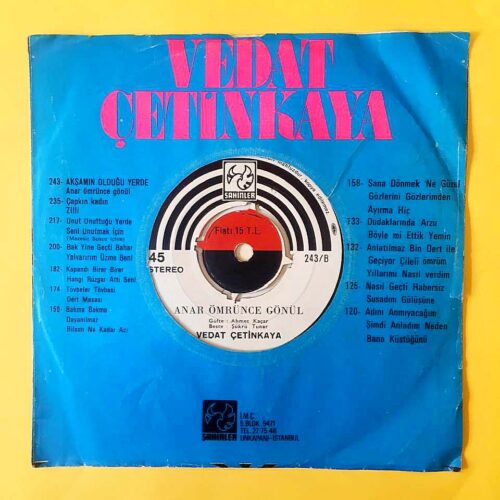 VEDAT
ÇETİNKAYA
243- AKŞAMIN OLDUĞU YERDE
Anar ömrünce gönül
235- Çapkın kadın
Zilli
217- Unut Unuttuğu Yerde
Seni Unutmak İçin
200- Bak Yine Geçti Bahar
Yalvarırım Üzme Beni
182- Kapandı Birer Birer
Hangi Rüzgar Attı Seni
174 Tövbeler Tövbesi
Dert Masası
159 Bakma Bakma
Dayanılmaz
Bilsen Ne Kadar Acı
158- Sana Dönmek Ne Güzel
Gözlerini Gözlerimden
Ayırma Hiç
133- Dudaklarımda Arzu
Böyle mi Ettik Yemin
132- Anlatılmaz Bin Dert ile
Geçiyor Çileli ömrüm
Yıllarımı Nasıl verdim
125- Nasıl Geçti Habersiz
Susadım Gülüsüne
120- Adını Anmıyacağım
Şimdi Anladım Neden
Bana Küstüğünü
ŞAHİNLER
Fiatı 15 T.L.
45
STEREO
243/B
ANAR ÖMRÜNCE GÖNÜL
Güfte : Ahmet Kaçar
Beste : Şükrü Tunar
VEDAT ÇETİNKAYA
ŞAHİNLER
İ.M.Ç.
5.BLOK 5471
TEL. 27 75 48
UNKAPANI-İSTANBUL